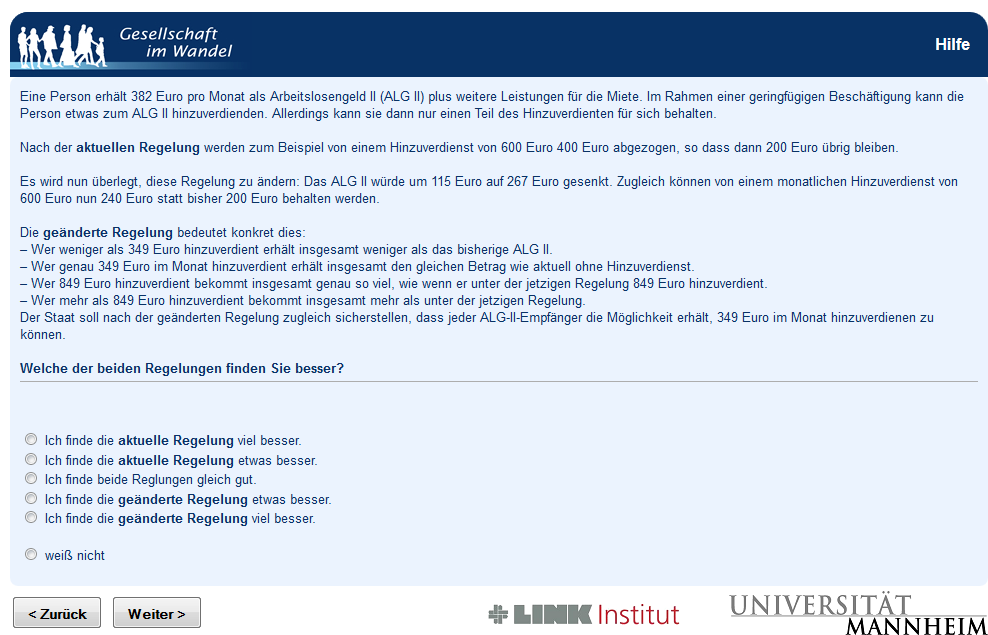 Gesellschaft
im Wandel
Hilfe
Eine Person erhält 382 Euro pro Monat als Arbeitslosengeld II (ALG II) plus weitere Leistungen für die Miete. Im Rahmen einer geringfügigen Beschäftigung kann die
Person etwas zum ALG II hinzuverdienden. Allerdings kann sie dann nur einen Teil des Hinzuverdienten für sich behalten.
Nach der aktuellen Regelung werden zum Beispiel von einem Hinzuverdienst von 600 Euro 400 Euro abgezogen, so dass dann 200 Euro übrig bleiben.
Es wird nun überlegt, diese Regelung zu ändern: Das ALG II würde um 115 Euro auf 267 Euro gesenkt. Zugleich können von einem monatlichen Hinzuverdienst von
600 Euro nun 240 Euro statt bisher 200 Euro behalten werden.
Die geänderte Regelung bedeutet konkret dies:
– Wer weniger als 349 Euro hinzuverdient erhält insgesamt weniger als das bisherige ALG II.
– Wer genau 349 Euro im Monat hinzuverdient erhält insgesamt den gleichen Betrag wie aktuell ohne Hinzuverdienst.
– Wer 849 Euro hinzuverdient bekommt insgesamt genau so viel, wie wenn er unter der jetzigen Regelung 849 Euro hinzuverdient.
– Wer mehr als 849 Euro hinzuverdient bekommt insgesamt mehr als unter der jetzigen Regelung.
Der Staat soll nach der geänderten Regelung zugleich sicherstellen, dass jeder ALG-II-Empfänger die Möglichkeit erhält, 349 Euro im Monat hinzuverdienen zu
können.
Welche der beiden Regelungen finden Sie besser?
Ich finde die aktuelle Regelung viel besser.
Ich finde die aktuelle Regelung etwas besser.
Ich finde beide Reglungen gleich gut.
Ich finde die geänderte Regelung etwas besser.
Ich finde die geänderte Regelung viel besser.
weiß nicht
< Zurück
Weiter >
LINK Institut
UNIVERSITÄT
MANNHEIM